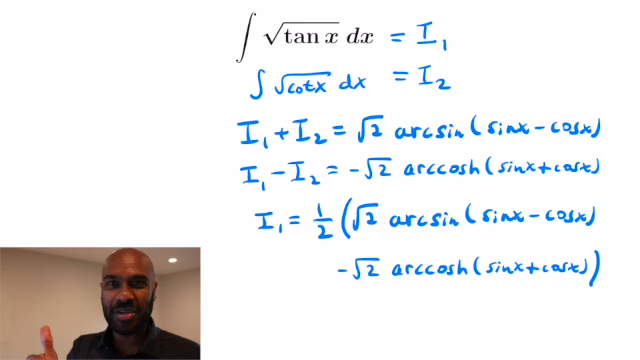 ∫ √tan x dx = I₁
∫ √cotx dx = I₂
I₁ + I₂ = √2 arcsin(sinx - cosx)
I₁ - I₂ = -√2 arccosh(sinx + cosx)
I₁ = 1/2 (√2 arcsin(sinx - cosx)
-√2 arccosh(sinx + cosx))